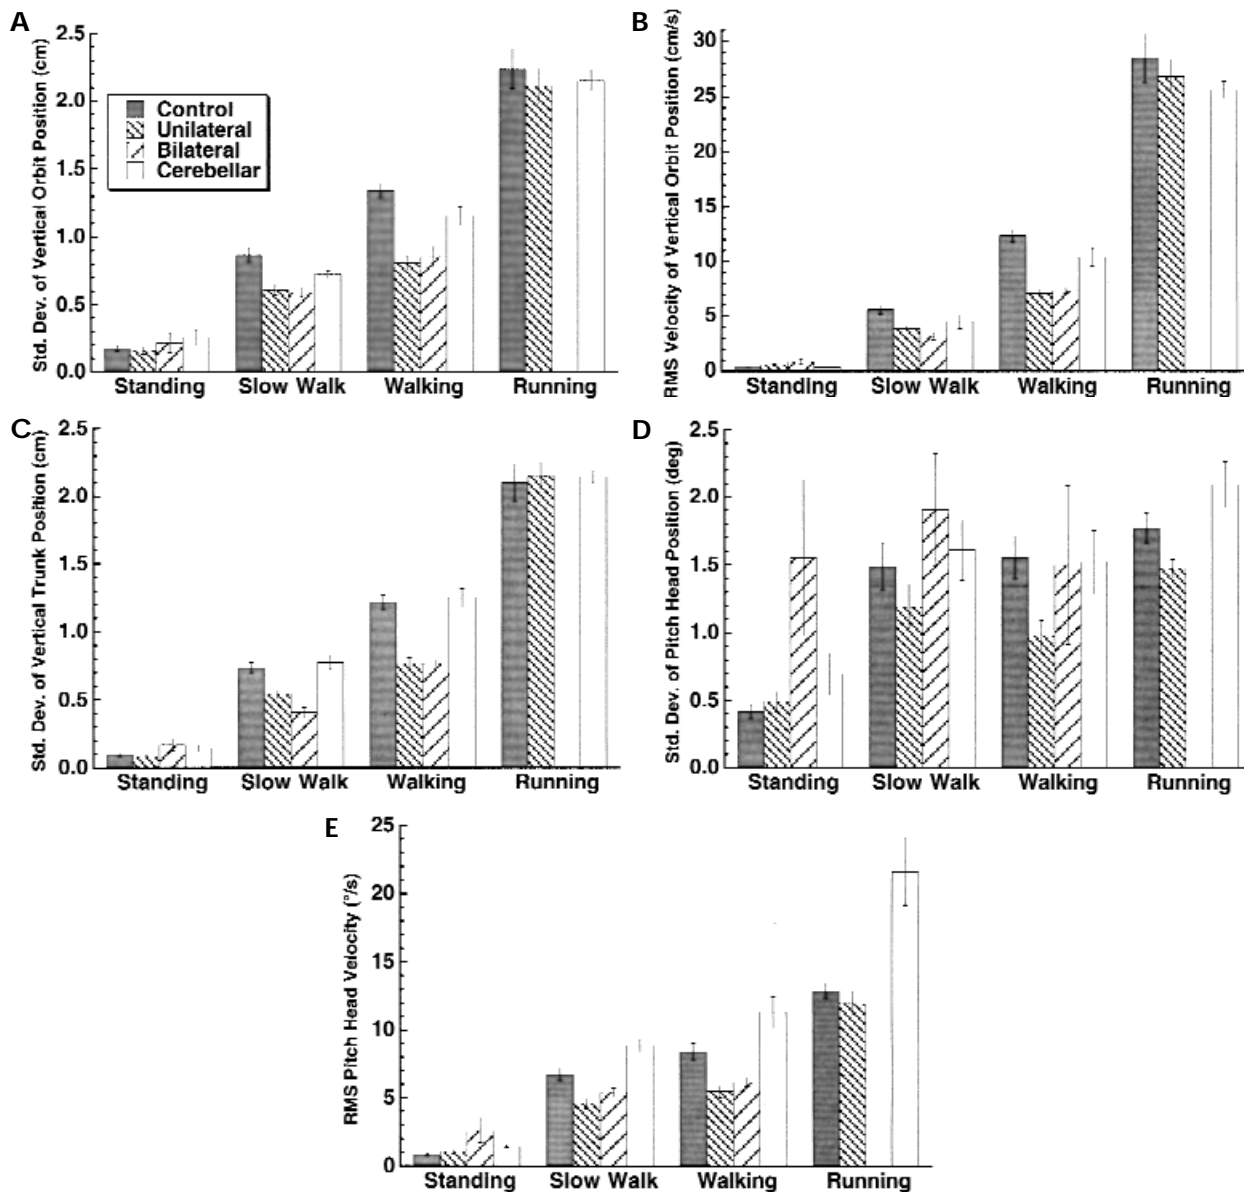 A
Std. Dev. of Vertical Orbit Position (cm)
2.5
2.0
1.5
1.0
0.5
0.0
Control
Unilateral
Bilateral
Cerebellar
Standing Slow Walk Walking Running
B
RMS Velocity of Vertical Orbit Position (cm/s)
30
25
20
15
10
5
0
Standing Slow Walk Walking Running
C
Std. Dev. of Vertical Trunk Position (cm)
2.5
2.0
1.5
1.0
0.5
0.0
Standing Slow Walk Walking Running
D
Std. Dev. of Pitch Head Position (deg)
2.5
2.0
1.5
1.0
0.5
0.0
Standing Slow Walk Walking Running
E
RMS Pitch Head Velocity (°/s)
25
20
15
10
5
0
Standing Slow Walk Walking Running